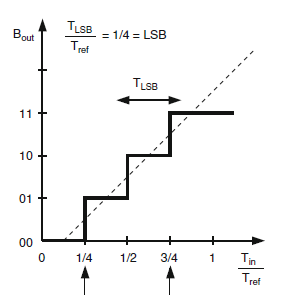 B_out
T_LSB / T_ref = 1/4 = LSB
T_LSB
11
10
01
00
0 1/4 1/2 3/4 1 T_in / T_ref